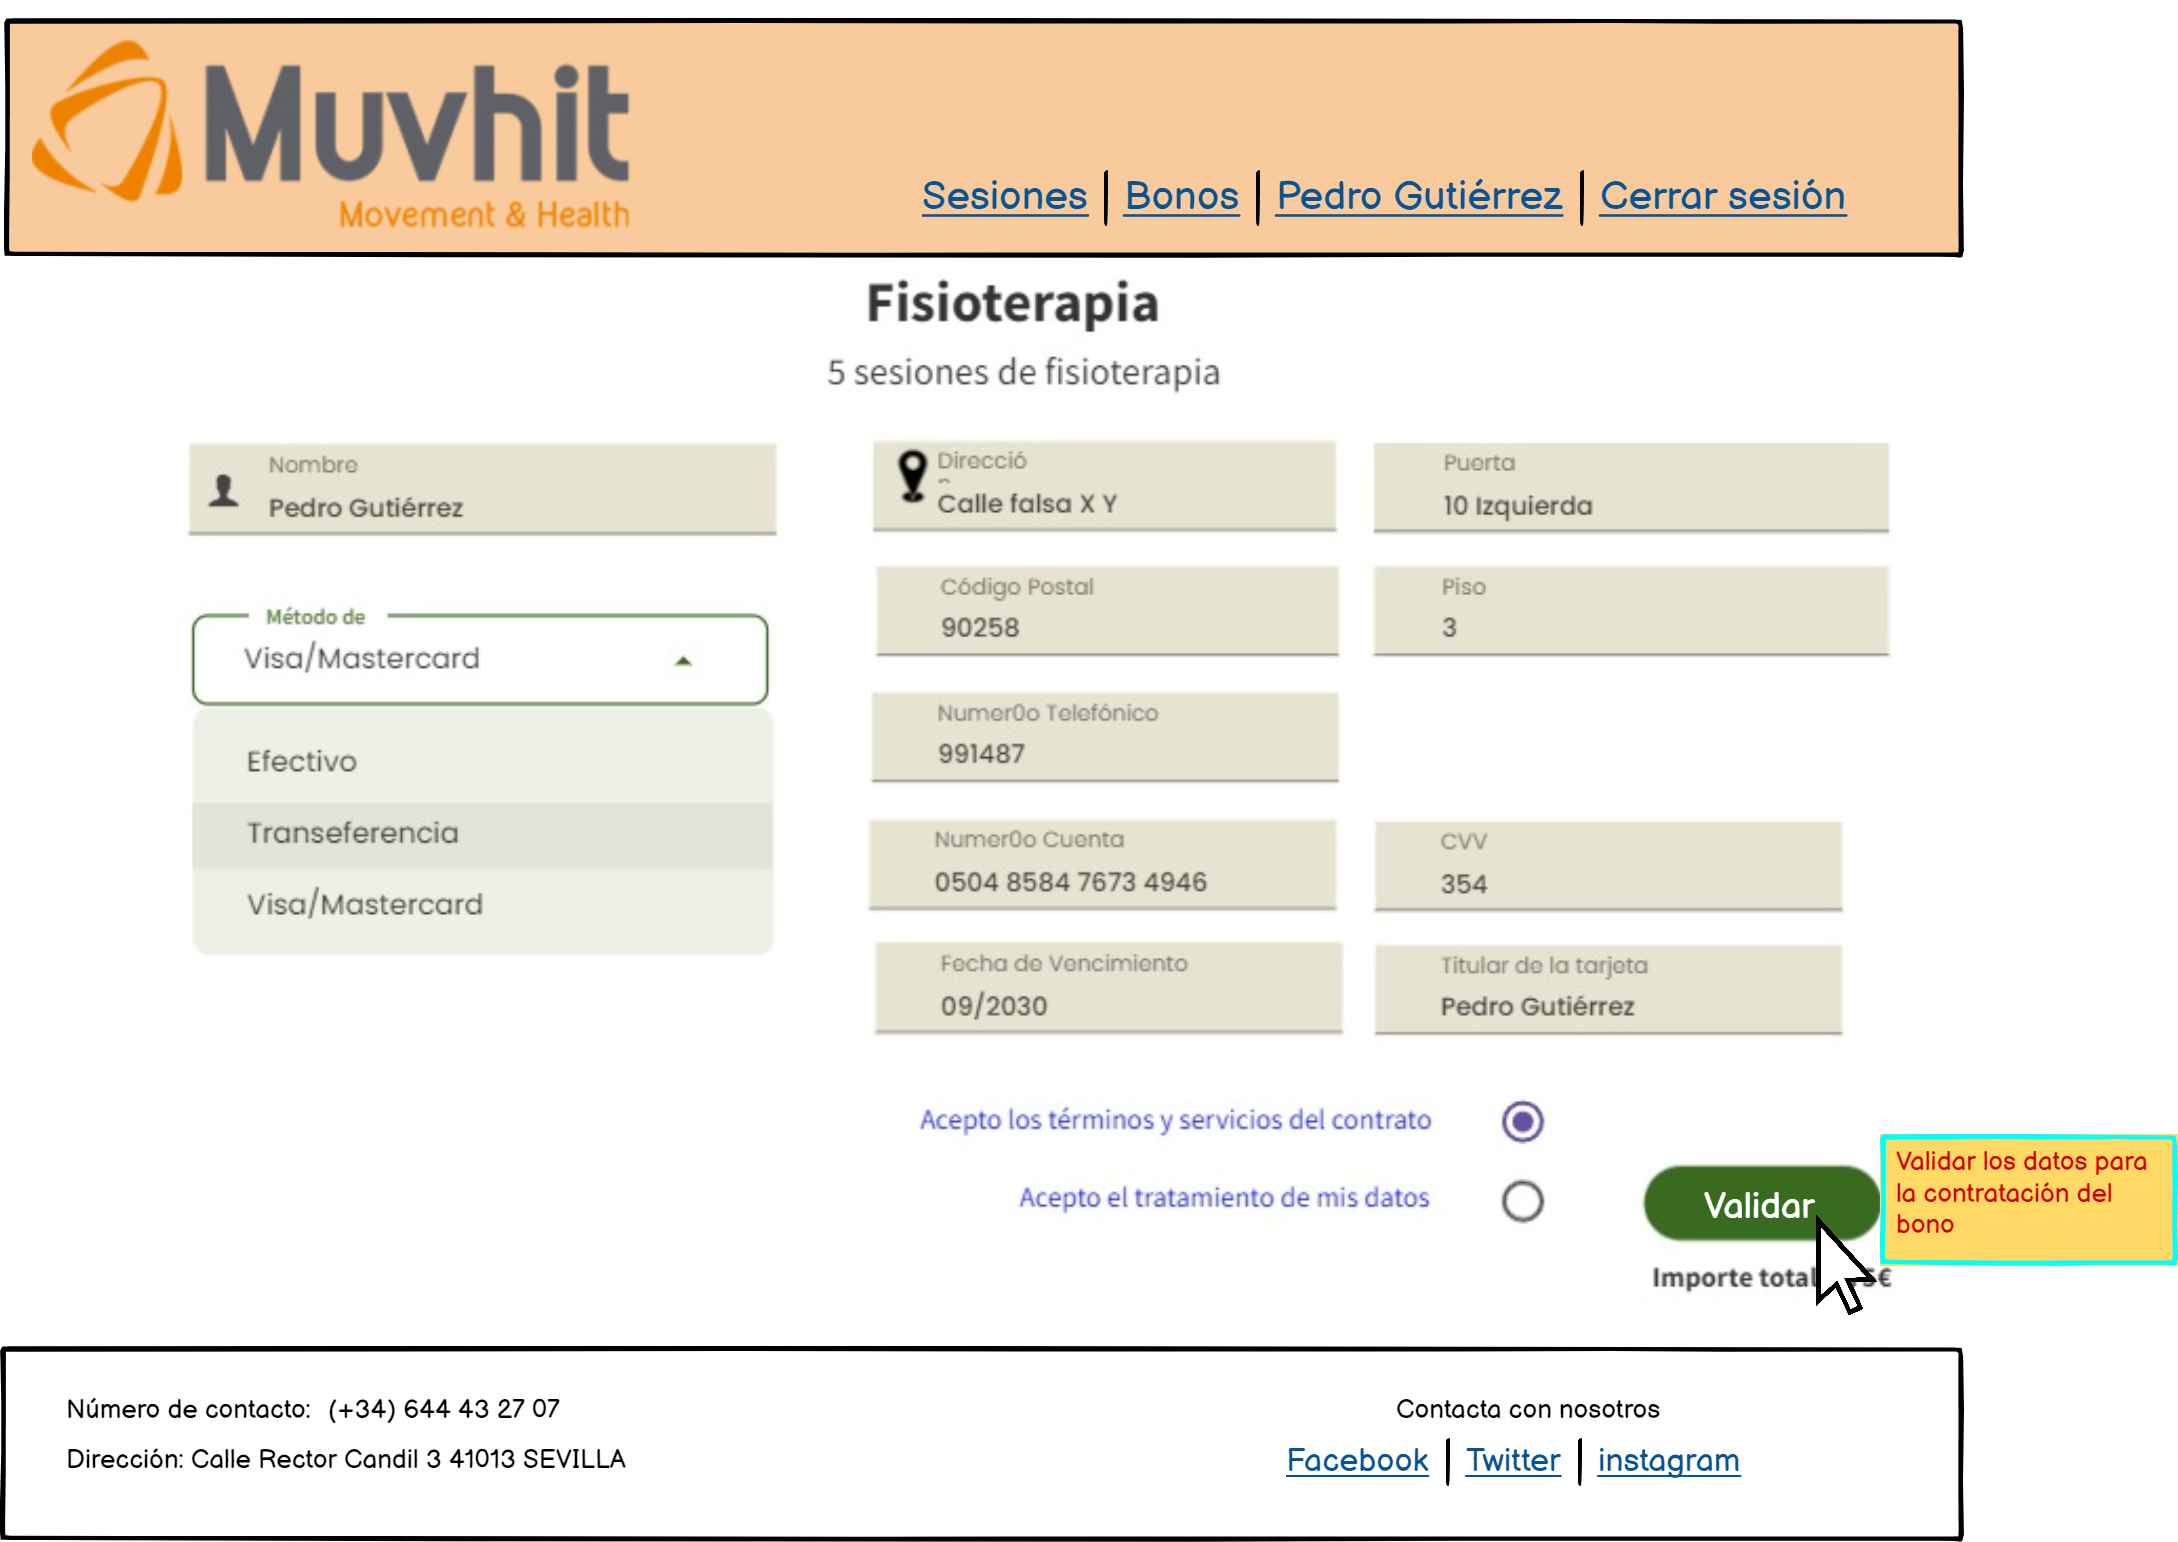 Muvhit
Movement & Health
Sesiones Bonos Pedro Gutiérrez Cerrar sesión
Fisioterapia
5 sesiones de fisioterapia
Nombre
Pedro Gutiérrez
Método de
Visa/Mastercard
Efectivo
Transeferencia
Visa/Mastercard
Direcció
Calle falsa X Y
Puerta
10 Izquierda
Código Postal
90258
Piso
3
Numer0o Telefónico
991487
Numer0o Cuenta
0504 8584 7673 4946
CVV
354
Fecha de Vencimiento
09/2030
Titular de la tarjeta
Pedro Gutiérrez
Acepto los términos y servicios del contrato
Acepto el tratamiento de mis datos
Validar
Validar los datos para
la contratación del
bono
Importe total
Número de contacto: (+34) 644 43 27 07
Dirección: Calle Rector Candil 3 41013 SEVILLA
Contacta con nosotros
Facebook Twitter instagram